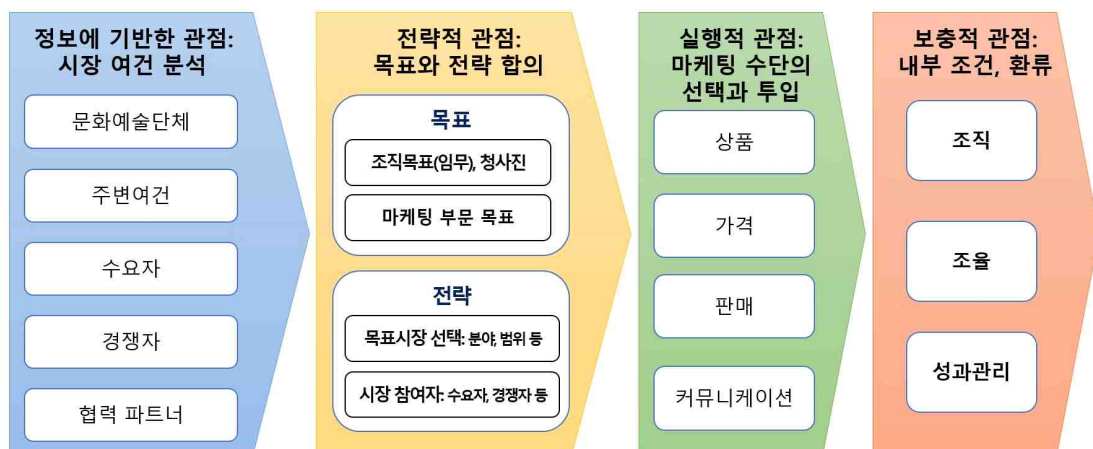 정보에 기반한 관점:
시장 여건 분석
문화예술단체
주변여건
수요자
경쟁자
협력 파트너
전략적 관점:
목표와 전략 합의
목표
조직목표(임무), 청사진
마케팅 부문 목표
전략
목표시장 선택: 분야, 범위 등
시장 참여자: 수요자, 경쟁자 등
실행적 관점:
마케팅 수단의
선택과 투입
상품
가격
판매
커뮤니케이션
보충적 관점:
내부 조건, 환류
조직
조율
성과관리